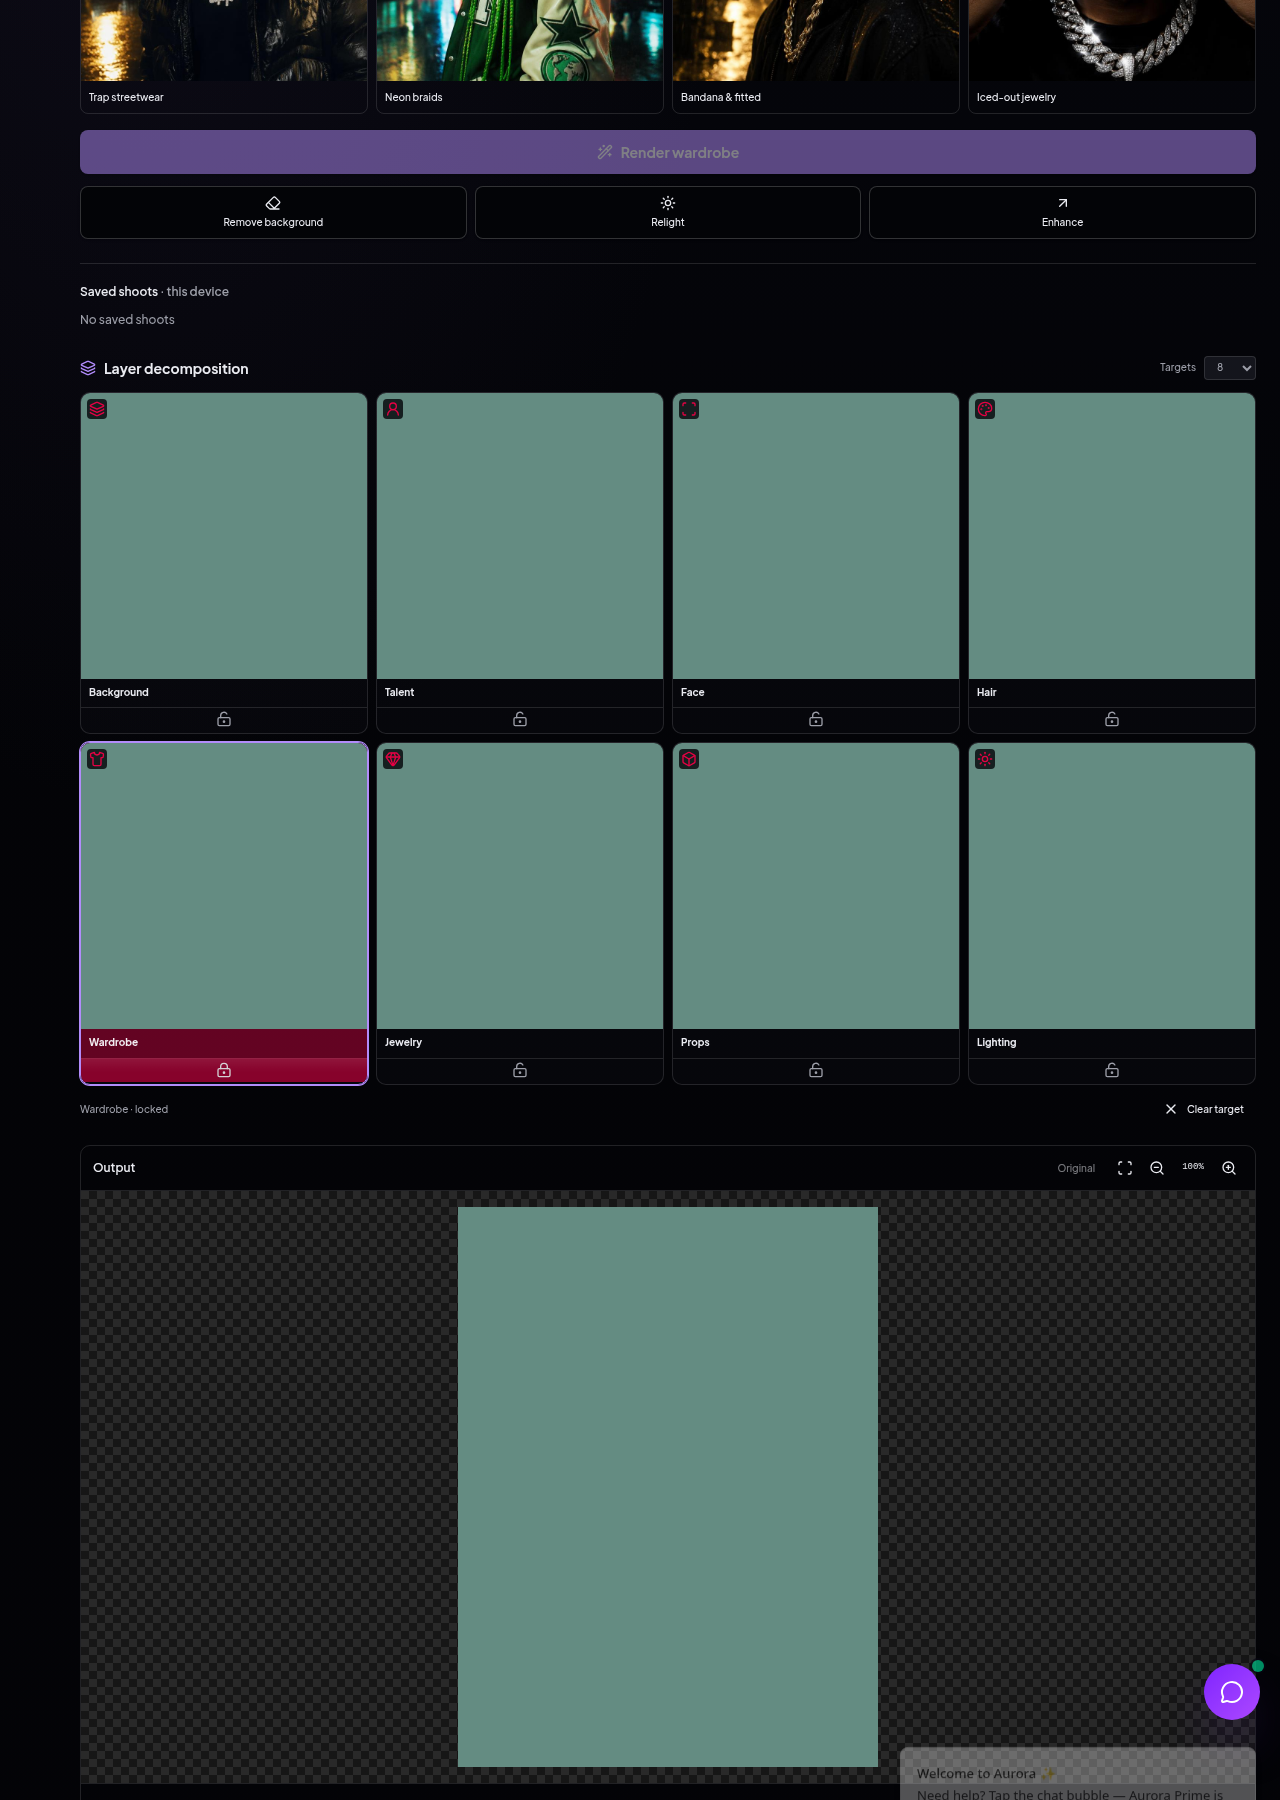 Trap streetwear
Neon braids
Bandana & fitted
Iced-out jewelry
Render wardrobe
Remove background
Relight
Enhance
Saved shoots · this device
No saved shoots
Layer decomposition
Targets 8
Background
Talent
Face
Hair
Wardrobe
Jewelry
Props
Lighting
Wardrobe · locked
Clear target
Output
Original
100%
Welcome to Aurora ✨
Need help? Tap the chat bubble — Aurora Prime is